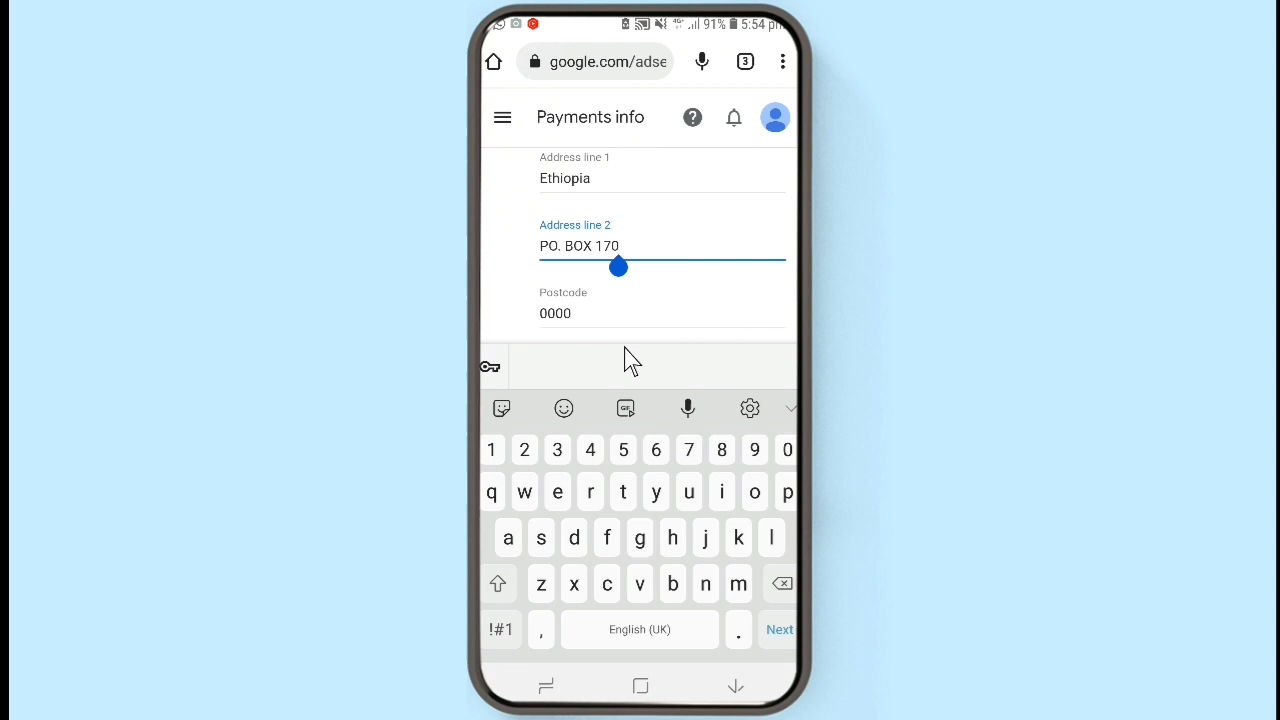 91% 5:54 pm
google.com/adse
3
Payments info
Address line 1
Ethiopia
Address line 2
PO. BOX 170
Postcode
0000
GIF
1 2 3 4 5 6 7 8 9 0
q w e r t y u i o p
a s d f g h j k l
z x c v b n m
!#1 , English (UK) . Next